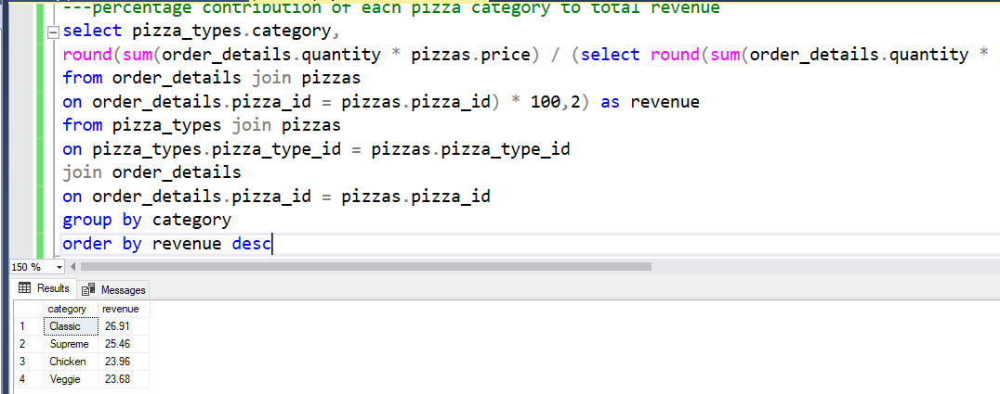 ---percentage contribution of each pizza category to total revenue
select pizza_types.category,
round(sum(order_details.quantity * pizzas.price) / (select round(sum(order_details.quantity *
from order_details join pizzas
on order_details.pizza_id = pizzas.pizza_id) * 100,2) as revenue
from pizza_types join pizzas
on pizza_types.pizza_type_id = pizzas.pizza_type_id
join order_details
on order_details.pizza_id = pizzas.pizza_id
group by category
order by revenue desc
150 %
Results Messages
category revenue
1 Classic 26.91
2 Supreme 25.46
3 Chicken 23.96
4 Veggie 23.68